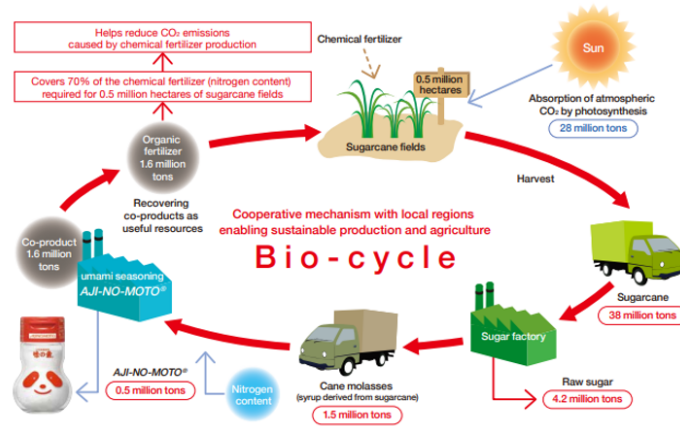 Helps reduce CO₂ emissions
caused by chemical fertilizer production
Covers 70% of the chemical fertilizer (nitrogen content)
required for 0.5 million hectares of sugarcane fields
Chemical fertilizer
0.5 million
hectares
Sugarcane fields
Sun
Absorption of atmospheric
CO₂ by photosynthesis
28 million tons
Organic
fertilizer
1.6 million
tons
Recovering
co-products as
useful resources
Harvest
Cooperative mechanism with local regions
enabling sustainable production and agriculture
Bio-cycle
Co-product
1.6 million
tons
umami seasoning
AJI-NO-MOTO®
Sugarcane
38 million tons
Sugar factory
Raw sugar
4.2 million tons
Cane molasses
(syrup derived from sugarcane)
1.5 million tons
Nitrogen
content
AJI-NO-MOTO®
0.5 million tons